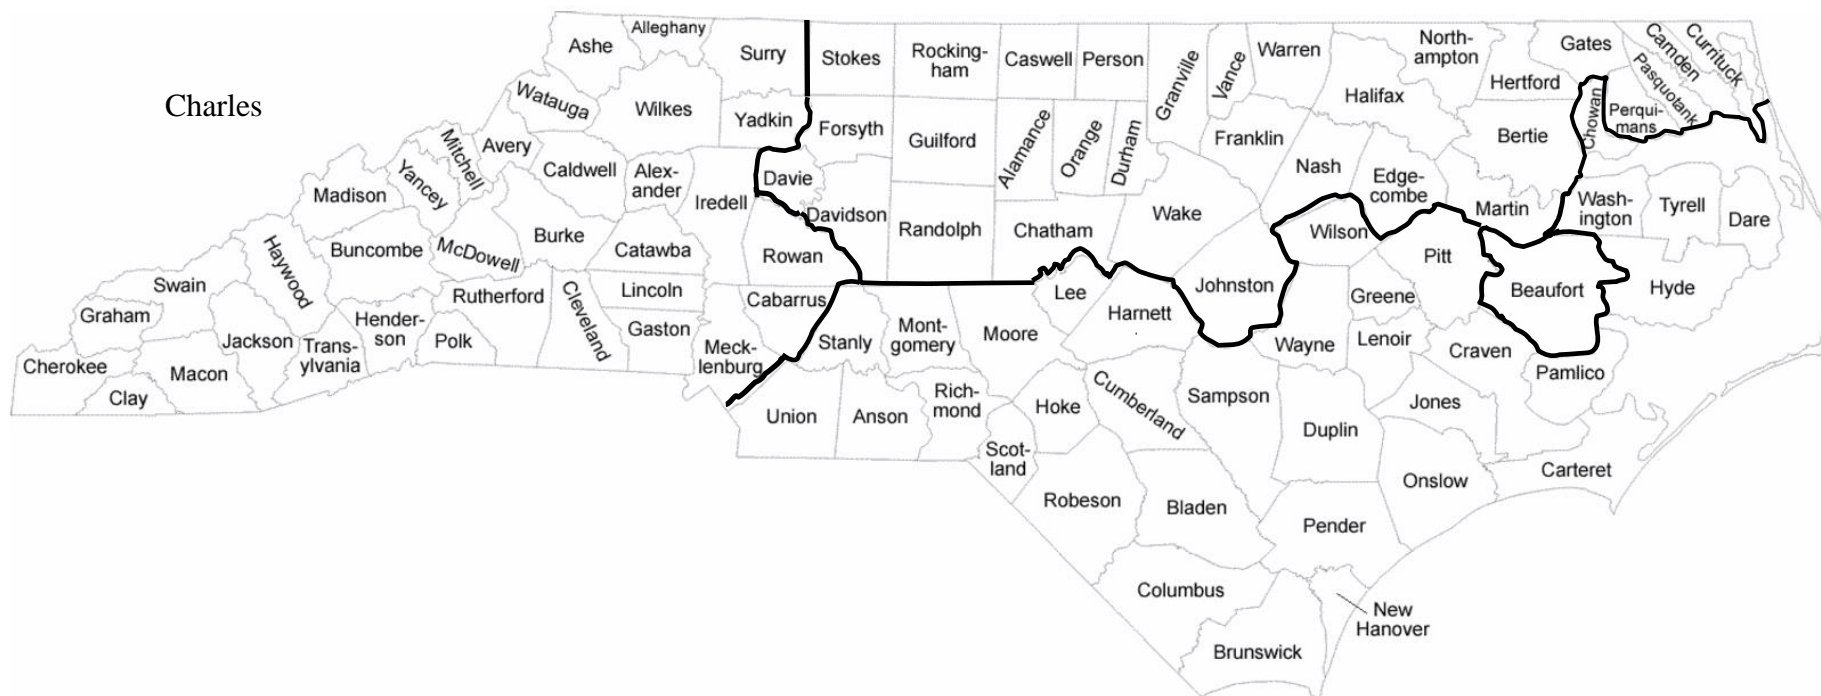 Charles
Ashe
Alleghany
Surry
Stokes
Rocking-
ham
Caswell
Person
Granville
Vance
Warren
North-
ampton
Gates
Camden
Currituck
Pasquotank
Perqui-
mans
Chowan
Hertford
Halifax
Bertie
Watauga
Wilkes
Yadkin
Forsyth
Guilford
Alamance
Orange
Durham
Franklin
Nash
Edge-
combe
Martin
Wash-
ington
Tyrrell
Dare
Mitchell
Avery
Caldwell
Alex-
ander
Iredell
Davie
Davidson
Randolph
Chatham
Wake
Wilson
Pitt
Beaufort
Hyde
Madison
Yancey
Buncombe
McDowell
Burke
Catawba
Rowan
Haywood
Swain
Graham
Cherokee
Clay
Macon
Jackson
Trans-
ylvania
Hender-
son
Polk
Rutherford
Cleveland
Lincoln
Gaston
Meck-
lenburg
Cabarrus
Stanly
Mont-
gomery
Moore
Lee
Harnett
Johnston
Wayne
Greene
Lenoir
Craven
Pamlico
Union
Anson
Rich-
mond
Scot-
land
Hoke
Cumberland
Sampson
Duplin
Jones
Onslow
Carteret
Robeson
Bladen
Pender
Columbus
Brunswick
New
Hanover